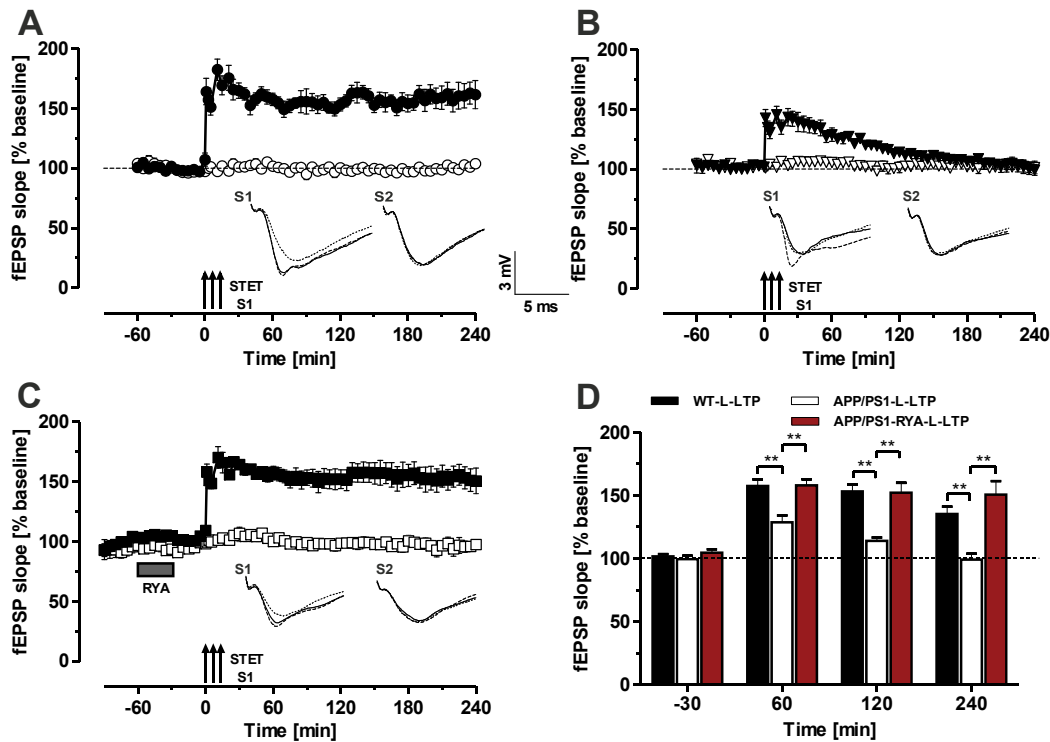 A
fEPSP slope [% baseline]
200
150
100
50
0
S1
S2
STET
S1
-60
0
60
120
180
240
Time [min]
3 mV
5 ms
B
fEPSP slope [% baseline]
200
150
100
50
0
S1
S2
STET
S1
-60
0
60
120
180
240
Time [min]
C
fEPSP slope [% baseline]
200
150
100
50
0
RYA
S1
S2
STET
S1
-60
0
60
120
180
240
Time [min]
D
WT-L-LTP
APP/PS1-L-LTP
APP/PS1-RYA-L-LTP
fEPSP slope [% baseline]
200
150
100
50
0
**
**
**
**
**
**
-30
60
120
240
Time [min]